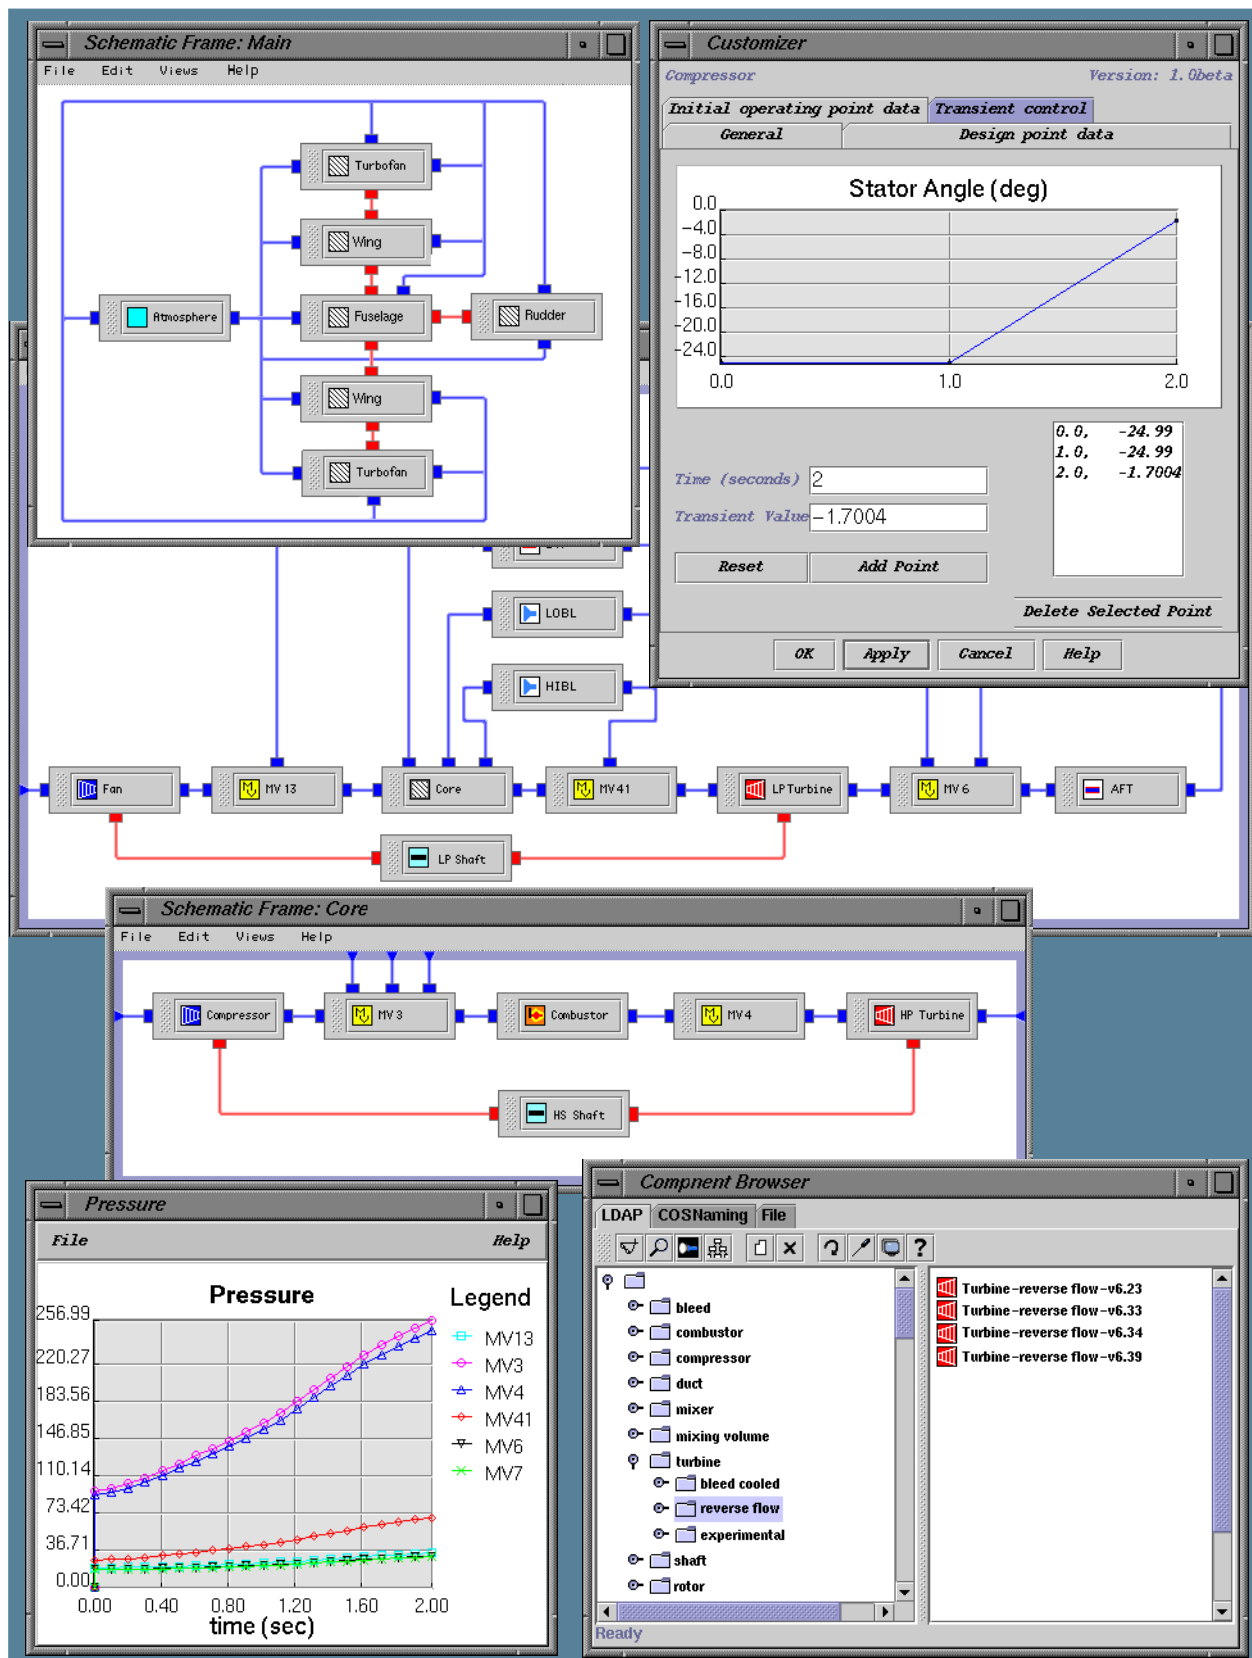 Schematic Frame: Main
File Edit Views Help
Turbofan
Wing
Atmosphere
Fuselage
Rudder
Wing
Turbofan
Customizer
Compressor Version: 1.0beta
Initial operating point data Transient control
General Design point data
Stator Angle (deg)
0.0
-4.0
-8.0
-12.0
-16.0
-20.0
-24.0
0.0 1.0 2.0
0.0, -24.99
1.0, -24.99
2.0, -1.7004
Time (seconds) 2
Transient Value -1.7004
Reset Add Point
Delete Selected Point
OK Apply Cancel Help
LOBL
HIBL
Fan MV 13 Core MV 41 LP Turbine MV 6 AFT
LP Shaft
Schematic Frame: Core
File Edit Views Help
Compressor MV 3 Combustor MV 4 HP Turbine
HS Shaft
Pressure
File Help
Pressure Legend
256.99
220.27
183.56
146.85
110.14
73.42
36.71
0.00
0.00 0.40 0.80 1.20 1.60 2.00
time (sec)
MV13
MV3
MV4
MV41
MV6
MV7
Compnent Browser
LDAP COSNaming File
bleed
combustor
compressor
duct
mixer
mixing volume
turbine
bleed cooled
reverse flow
experimental
shaft
rotor
Turbine-reverse flow-v6.23
Turbine-reverse flow-v6.33
Turbine-reverse flow-v6.34
Turbine-reverse flow-v6.39
Ready